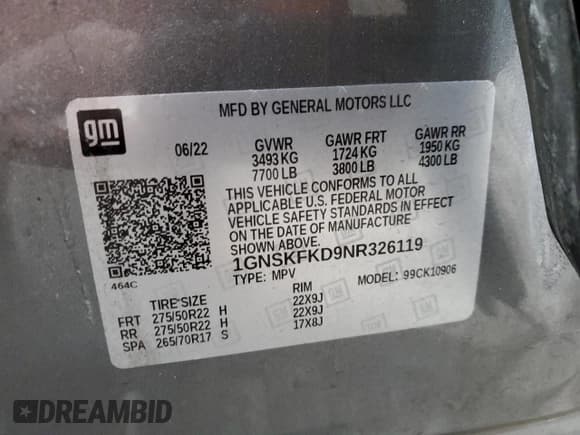 MFD BY GENERAL MOTORS LLC
gm
06/22 GVWR GAWR FRT GAWR RR
3493 KG 1724 KG 1950 KG
7700 LB 3800 LB 4300 LB
THIS VEHICLE CONFORMS TO ALL
APPLICABLE U.S. FEDERAL MOTOR
VEHICLE SAFETY STANDARDS IN EFFECT
ON THE DATE OF MANUFACTURE
SHOWN ABOVE.
1GNSKFKD9NR326119
464C TYPE: MPV MODEL: 99CK10906
TIRE SIZE RIM
FRT 275/50R22 H 22X9J
RR 275/50R22 H 22X9J
SPA 265/70R17 S 17X8J
DREAMBID